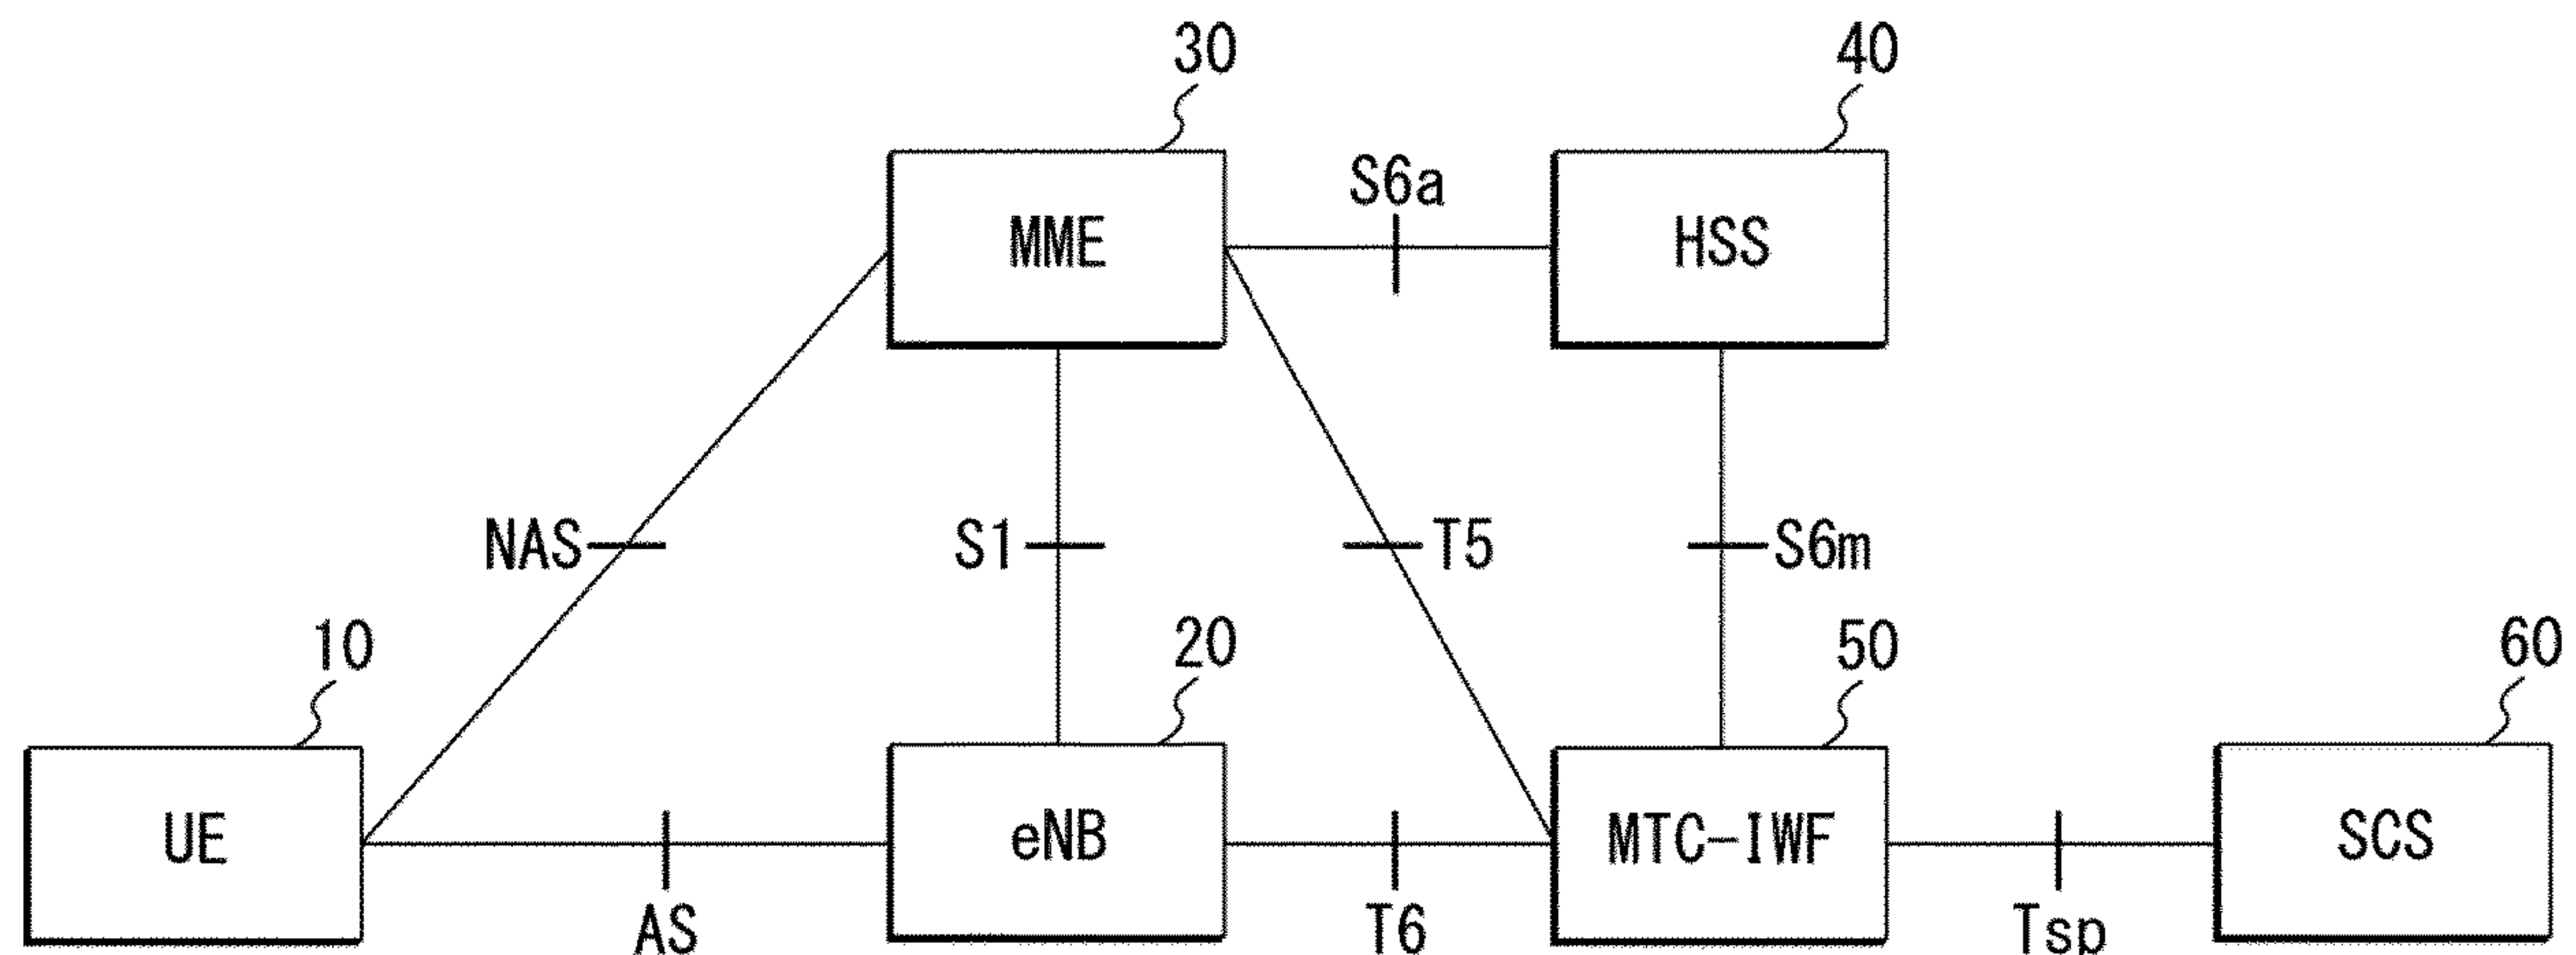 30
40
S6a
MME
HSS
NAS
S1
T5
S6m
10
20
50
60
UE
eNB
MTC-IWF
SCS
AS
T6
Tsp